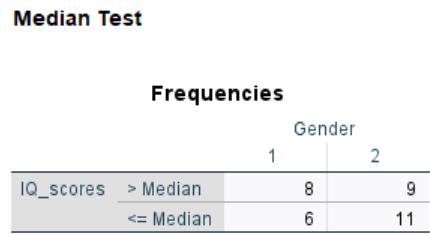 Median Test
Frequencies
Gender
1 2
IQ_scores > Median 8 9
<= Median 6 11